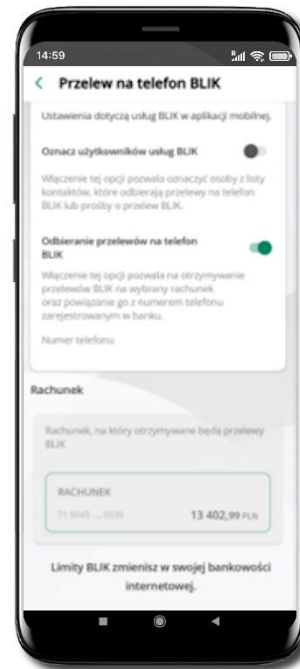 14:59
Przelew na telefon BLIK
Ustawienia dotyczą usług BLIK w aplikacji mobilnej.
Oznacz użytkowników usług BLIK
Włączenie tej opcji pozwala oznaczyć osoby z listy
kontaktów, które odbierają przelewy na telefon
BLIK lub prośby o przelew BLIK.
Odbieranie przelewów na telefon
BLIK
Włączenie tej opcji pozwala na otrzymywanie
przelewów BLIK na wybrany rachunek
oraz powiązanie go z numerem telefonu
zarejestrowanym w banku.
Numer telefonu
Rachunek
Rachunek, na który otrzymywane będą przelewy
BLIK
RACHUNEK
71 9043 ... 0030 13 402,99 PLN
Limity BLIK zmienisz w swojej bankowości
internetowej.